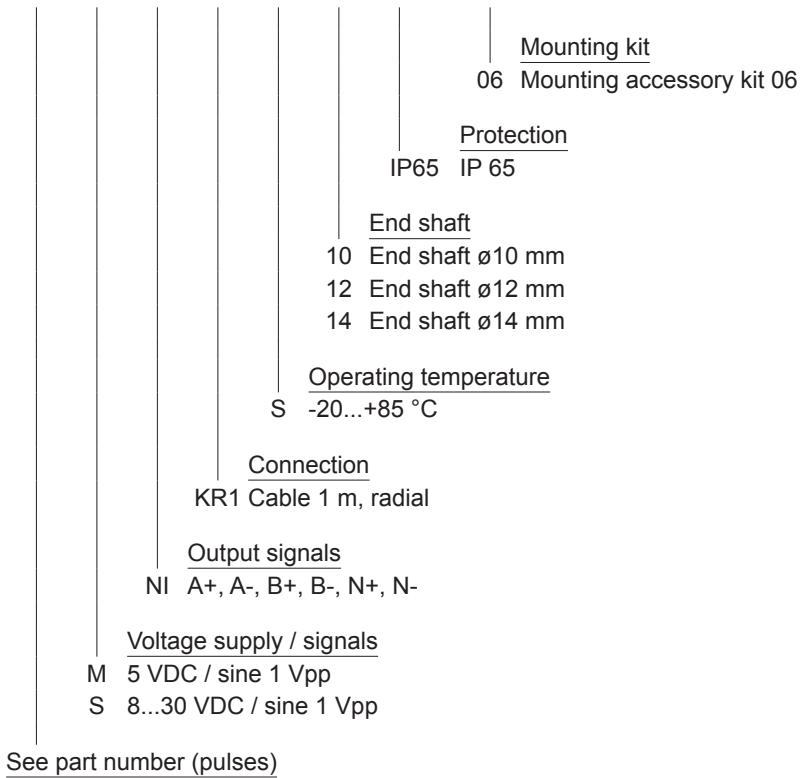 Mounting kit
06 Mounting accessory kit 06
Protection
IP65 IP 65
End shaft
10 End shaft ø10 mm
12 End shaft ø12 mm
14 End shaft ø14 mm
Operating temperature
S -20...+85 °C
Connection
KR1 Cable 1 m, radial
Output signals
NI A+, A-, B+, B-, N+, N-
Voltage supply / signals
M 5 VDC / sine 1 Vpp
S 8...30 VDC / sine 1 Vpp
See part number (pulses)